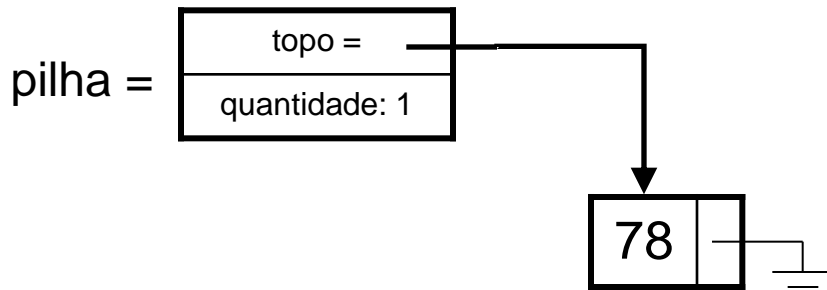 topo =
pilha =
quantidade: 1
78